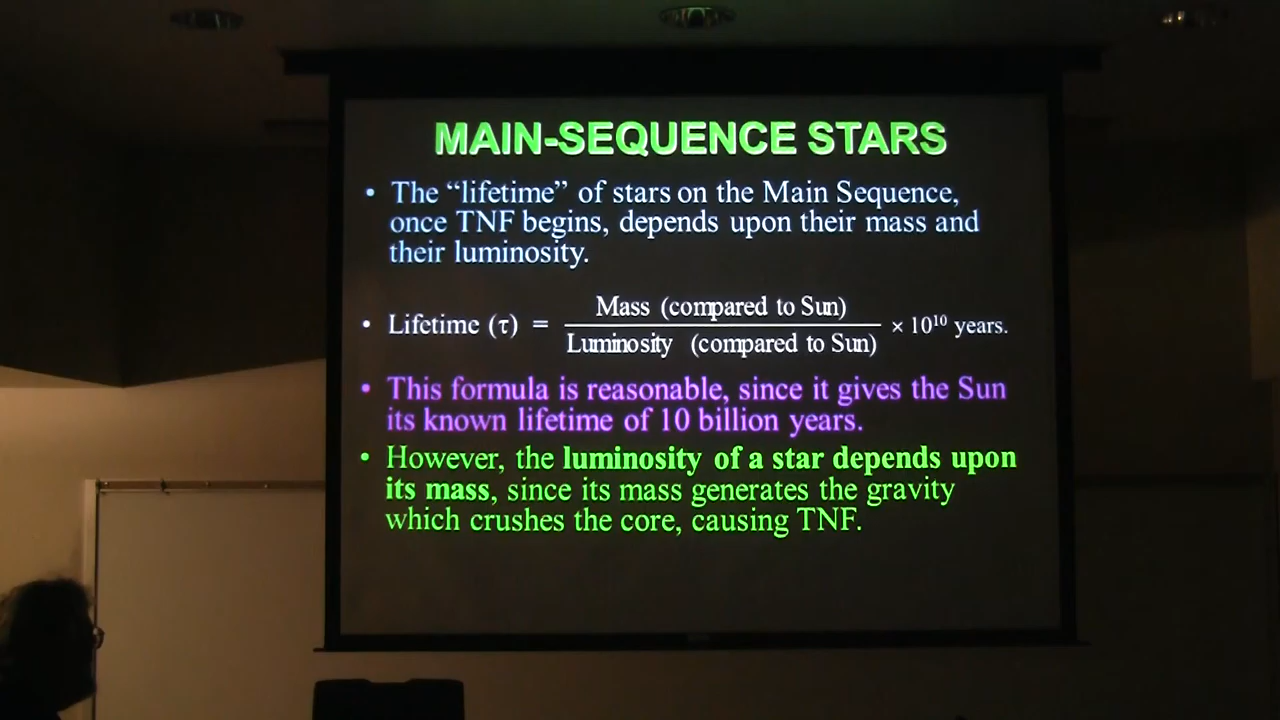 MAIN-SEQUENCE STARS
• The “lifetime” of stars on the Main Sequence,
once TNF begins, depends upon their mass and
their luminosity.
• Lifetime (τ) = Mass (compared to Sun)
Luminosity (compared to Sun) × 10¹⁰ years.
• This formula is reasonable, since it gives the Sun
its known lifetime of 10 billion years.
• However, the luminosity of a star depends upon
its mass, since its mass generates the gravity
which crushes the core, causing TNF.